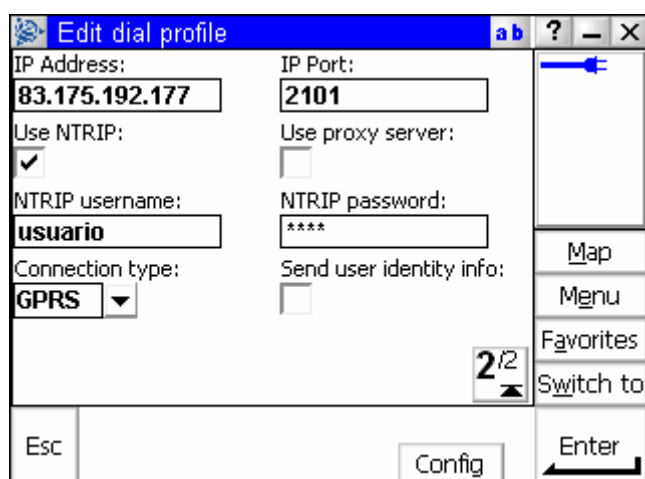 Edit dial profile ab ? – X
IP Address: IP Port:
83.175.192.177 2101
Use NTRIP: Use proxy server:
NTRIP username: NTRIP password:
usuario ****
Connection type: Send user identity info:
GPRS
2/2
Map
Menu
Favorites
Switch to
Esc Config Enter